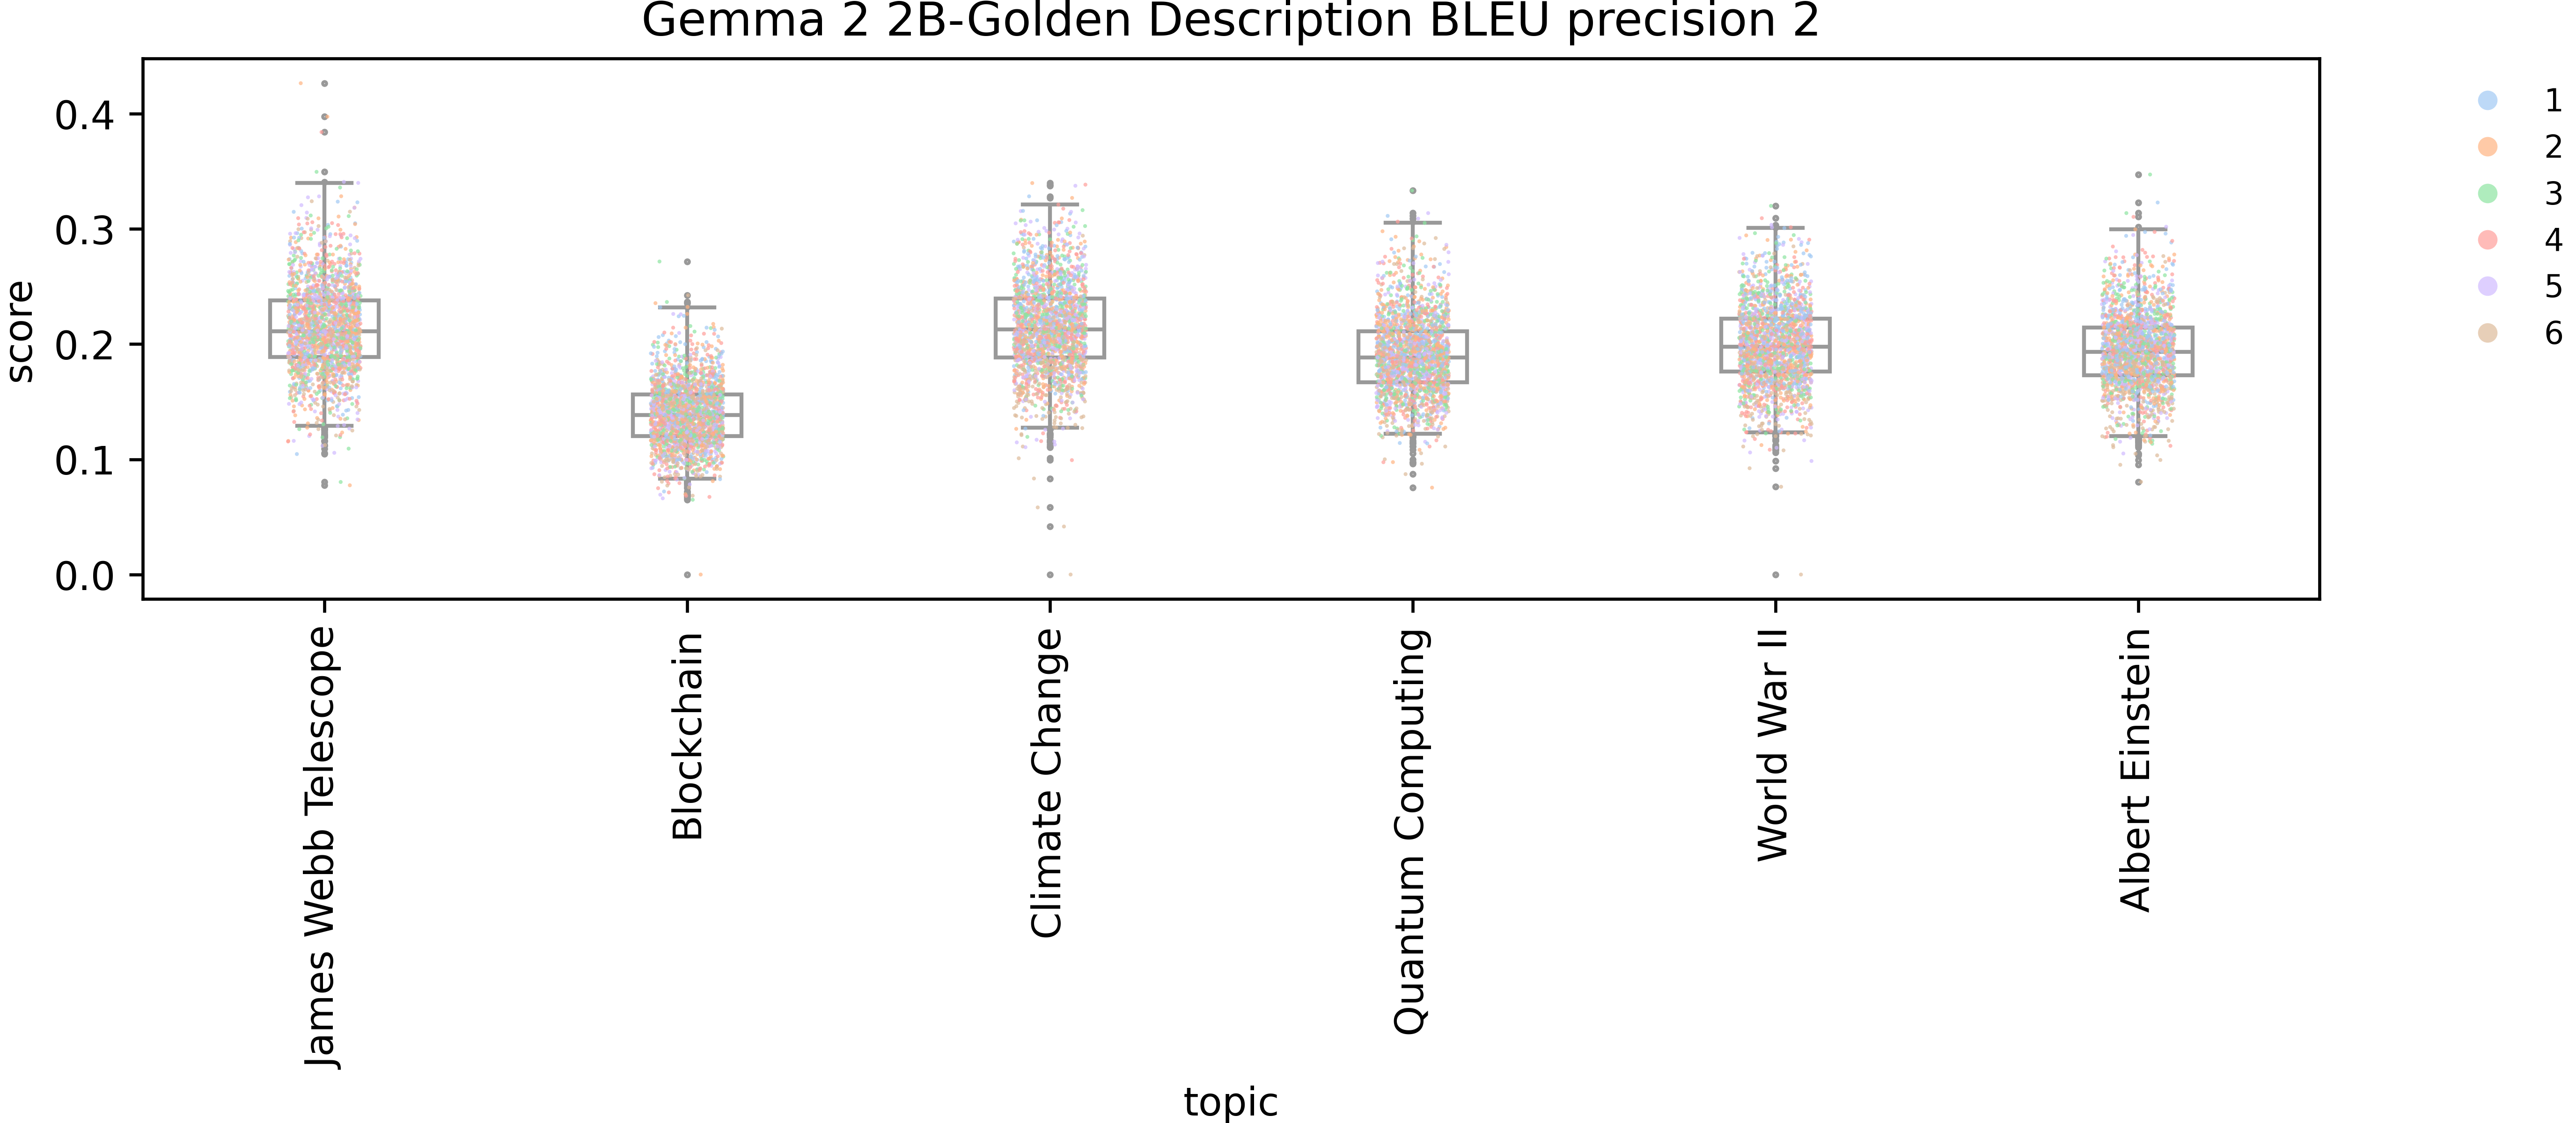 Gemma 2 2B-Golden Description BLEU precision 2
score
0.4
0.3
0.2
0.1
0.0
James Webb Telescope
Blockchain
Climate Change
Quantum Computing
World War II
Albert Einstein
topic
1
2
3
4
5
6